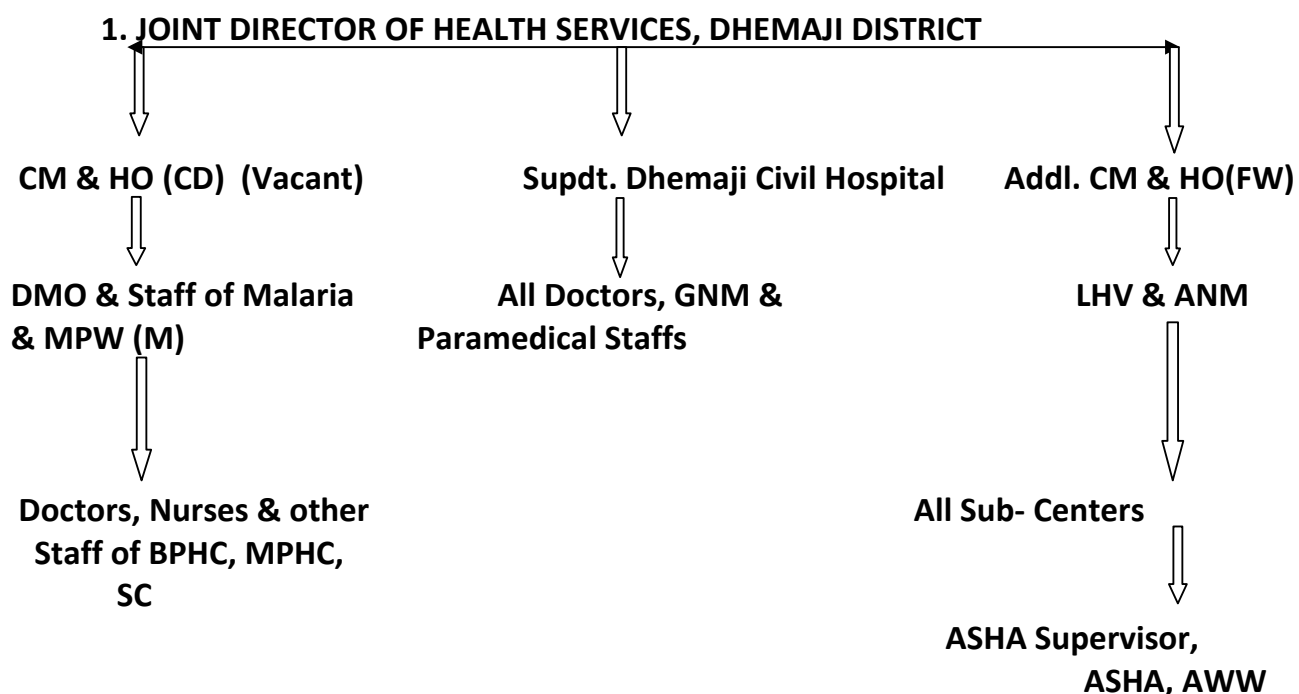 1. JOINT DIRECTOR OF HEALTH SERVICES, DHEMAJI DISTRICT
CM & HO (CD) (Vacant)
Supdt. Dhemaji Civil Hospital
Addl. CM & HO(FW)
DMO & Staff of Malaria
& MPW (M)
All Doctors, GNM &
Paramedical Staffs
LHV & ANM
Doctors, Nurses & other
Staff of BPHC, MPHC,
SC
All Sub- Centers
ASHA Supervisor,
ASHA, AWW